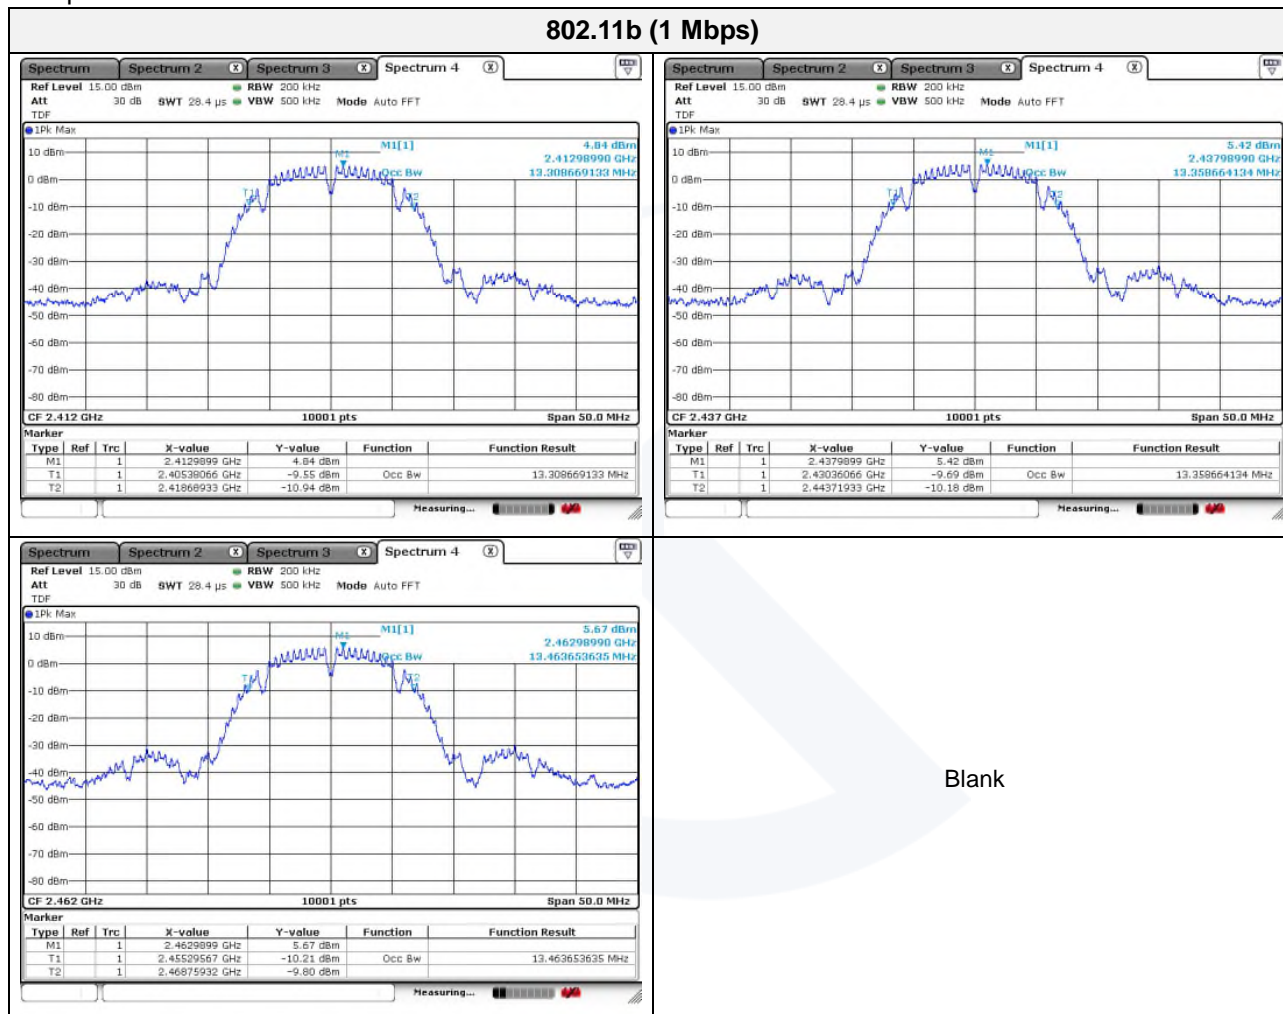 802.11b (1 Mbps)
Spectrum Spectrum 2 X Spectrum 3 X Spectrum 4 X
Ref Level 15.00 dBm RBW 200 kHz
Att 30 dB SWT 28.4 µs VBW 500 kHz Mode Auto FFT
TDF
1Pk Max
M1[1] 4.84 dBm
2.41298990 GHz
Occ Bw 13.308669133 MHz
M1
T1
T2
10 dBm
0 dBm
-10 dBm
-20 dBm
-30 dBm
-40 dBm
-50 dBm
-60 dBm
-70 dBm
-80 dBm
CF 2.412 GHz 10001 pts Span 50.0 MHz
Marker
Type Ref Trc X-value Y-value Function Function Result
M1 1 2.4129899 GHz 4.84 dBm
T1 1 2.40538066 GHz -9.55 dBm Occ Bw 13.308669133 MHz
T2 1 2.41868933 GHz -10.94 dBm
Measuring...
Spectrum Spectrum 2 X Spectrum 3 X Spectrum 4 X
Ref Level 15.00 dBm RBW 200 kHz
Att 30 dB SWT 28.4 µs VBW 500 kHz Mode Auto FFT
TDF
1Pk Max
M1[1] 5.42 dBm
2.43798990 GHz
Occ Bw 13.358664134 MHz
M1
T1
T2
10 dBm
0 dBm
-10 dBm
-20 dBm
-30 dBm
-40 dBm
-50 dBm
-60 dBm
-70 dBm
-80 dBm
CF 2.437 GHz 10001 pts Span 50.0 MHz
Marker
Type Ref Trc X-value Y-value Function Function Result
M1 1 2.4379899 GHz 5.42 dBm
T1 1 2.43036066 GHz -9.69 dBm Occ Bw 13.358664134 MHz
T2 1 2.44371933 GHz -10.18 dBm
Measuring...
Spectrum Spectrum 2 X Spectrum 3 X Spectrum 4 X
Ref Level 15.00 dBm RBW 200 kHz
Att 30 dB SWT 28.4 µs VBW 500 kHz Mode Auto FFT
TDF
1Pk Max
M1[1] 5.67 dBm
2.46298990 GHz
Occ Bw 13.463653635 MHz
M1
T1
T2
10 dBm
0 dBm
-10 dBm
-20 dBm
-30 dBm
-40 dBm
-50 dBm
-60 dBm
-70 dBm
-80 dBm
CF 2.462 GHz 10001 pts Span 50.0 MHz
Marker
Type Ref Trc X-value Y-value Function Function Result
M1 1 2.4629899 GHz 5.67 dBm
T1 1 2.45529567 GHz -10.21 dBm Occ Bw 13.463653635 MHz
T2 1 2.46875932 GHz -9.80 dBm
Measuring...
Blank